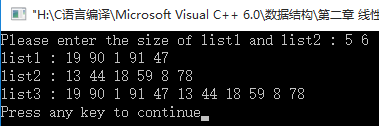 "H:\C语言编译\Microsoft Visual C++ 6.0\数据结构\第二章 线性
Please enter the size of list1 and list2 : 5 6
list1 : 19 90 1 91 47
list2 : 13 44 18 59 8 78
list3 : 19 90 1 91 47 13 44 18 59 8 78
Press any key to continue